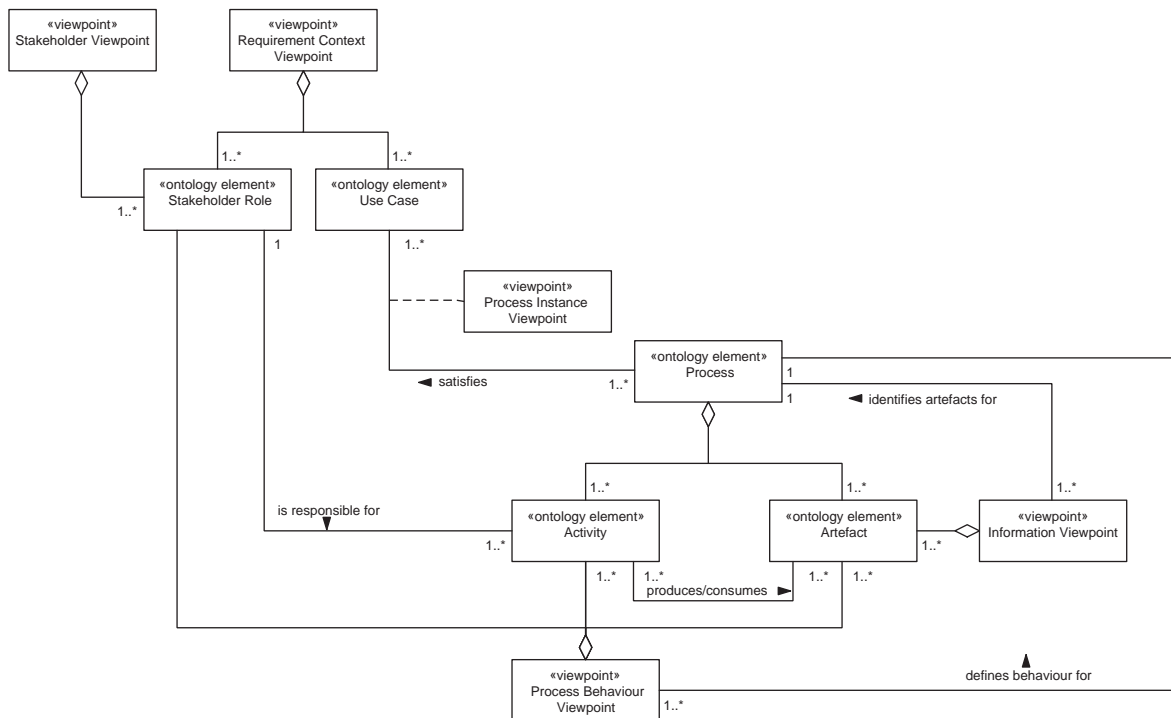 «viewpoint»
Stakeholder Viewpoint
«viewpoint»
Requirement Context
Viewpoint
1..*
1..*
«ontology element»
Stakeholder Role
«ontology element»
Use Case
1..*
1
1..*
«viewpoint»
Process Instance
Viewpoint
«ontology element»
Process
1
satisfies
1..*
1
identifies artefacts for
1..*
1..*
1..*
is responsible for
«ontology element»
Activity
«ontology element»
Artefact
«viewpoint»
Information Viewpoint
1..*
1..*
1..*
1..*
1..*
1..*
produces/consumes
«viewpoint»
Process Behaviour
Viewpoint
defines behaviour for
1..*